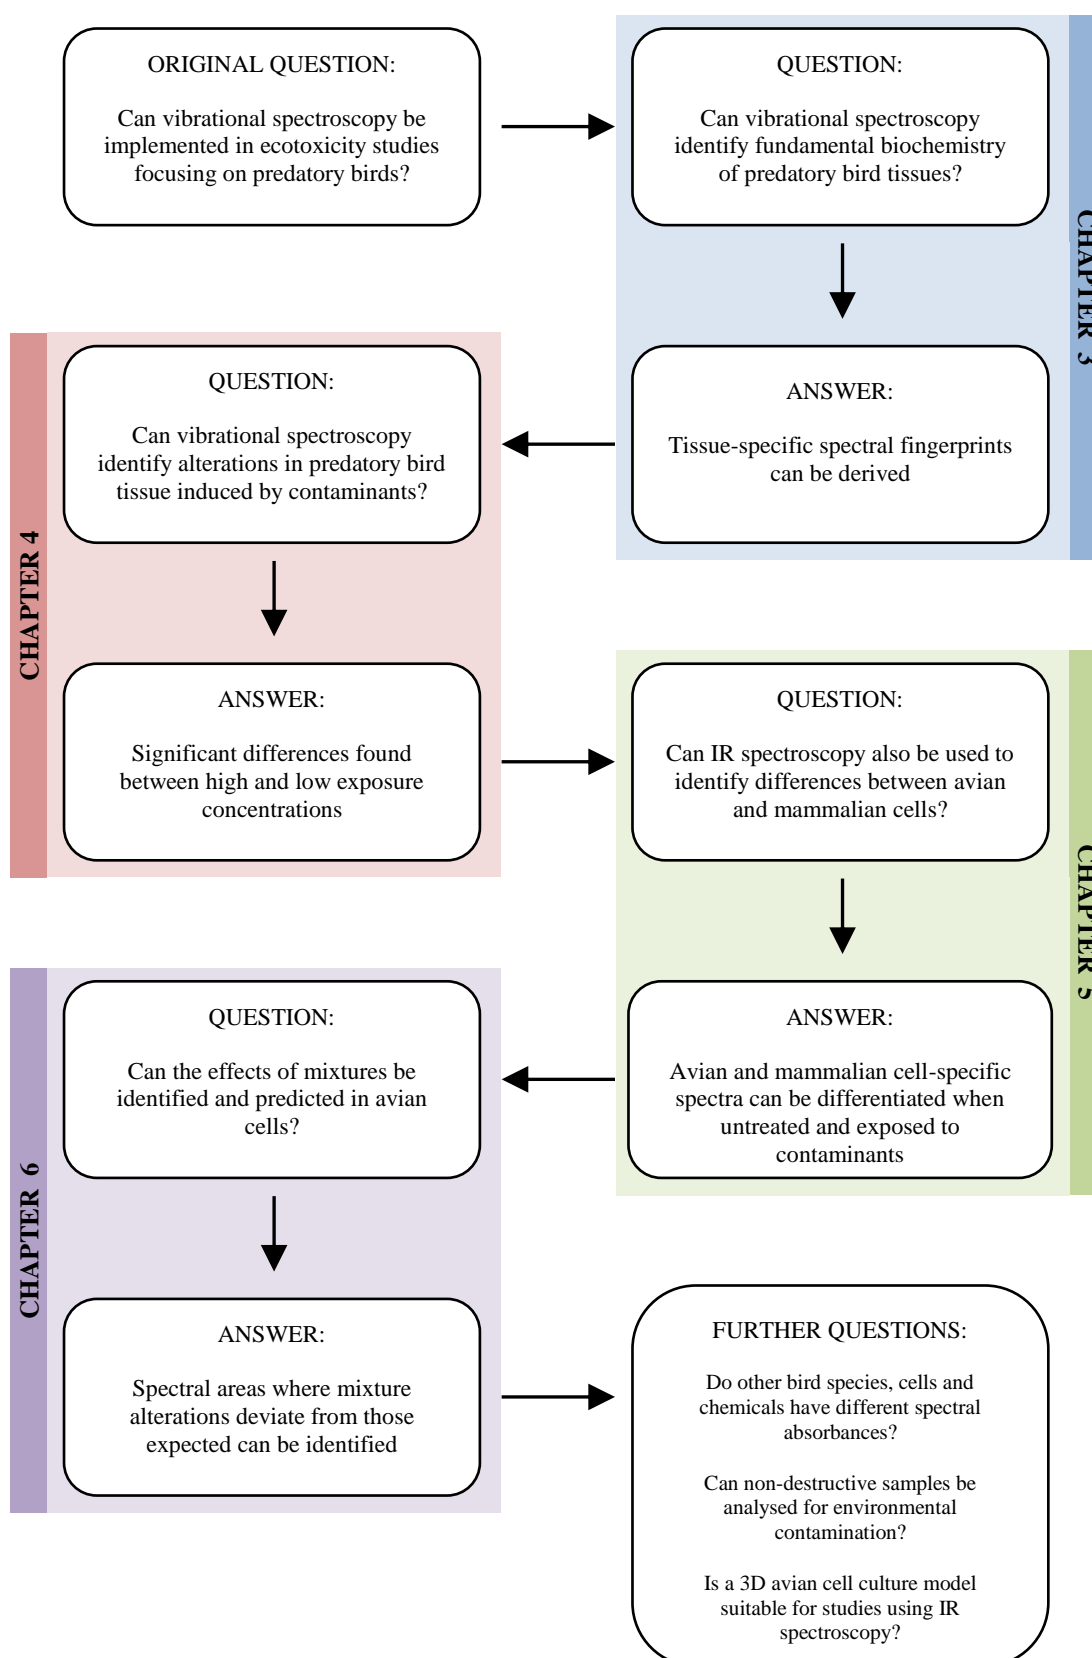 ORIGINAL QUESTION:
Can vibrational spectroscopy be
implemented in ecotoxicity studies
focusing on predatory birds?
QUESTION:
Can vibrational spectroscopy
identify fundamental biochemistry
of predatory bird tissues?
CHAPTER 3
ANSWER:
Tissue-specific spectral fingerprints
can be derived
CHAPTER 4
QUESTION:
Can vibrational spectroscopy
identify alterations in predatory bird
tissue induced by contaminants?
ANSWER:
Significant differences found
between high and low exposure
concentrations
QUESTION:
Can IR spectroscopy also be used to
identify differences between avian
and mammalian cells?
CHAPTER 5
ANSWER:
Avian and mammalian cell-specific
spectra can be differentiated when
untreated and exposed to
contaminants
CHAPTER 6
QUESTION:
Can the effects of mixtures be
identified and predicted in avian
cells?
ANSWER:
Spectral areas where mixture
alterations deviate from those
expected can be identified
FURTHER QUESTIONS:
Do other bird species, cells and
chemicals have different spectral
absorbances?
Can non-destructive samples be
analysed for environmental
contamination?
Is a 3D avian cell culture model
suitable for studies using IR
spectroscopy?